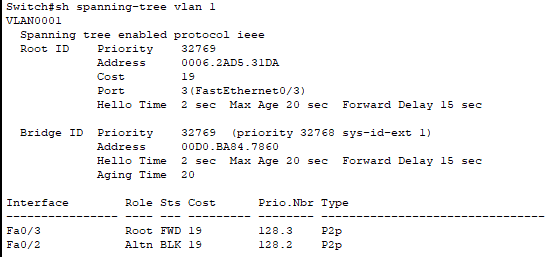 Switch#sh spanning-tree vlan 1
VLAN0001
  Spanning tree enabled protocol ieee
  Root ID    Priority    32769
             Address     0006.2AD5.31DA
             Cost        19
             Port        3(FastEthernet0/3)
             Hello Time  2 sec  Max Age 20 sec  Forward Delay 15 sec

  Bridge ID  Priority    32769  (priority 32768 sys-id-ext 1)
             Address     00D0.BA84.7860
             Hello Time  2 sec  Max Age 20 sec  Forward Delay 15 sec
             Aging Time  20

Interface        Role Sts Cost      Prio.Nbr Type
---------------- ---- --- --------- -------- --------------------------------
Fa0/3            Root FWD 19        128.3    P2p
Fa0/2            Altn BLK 19        128.2    P2p